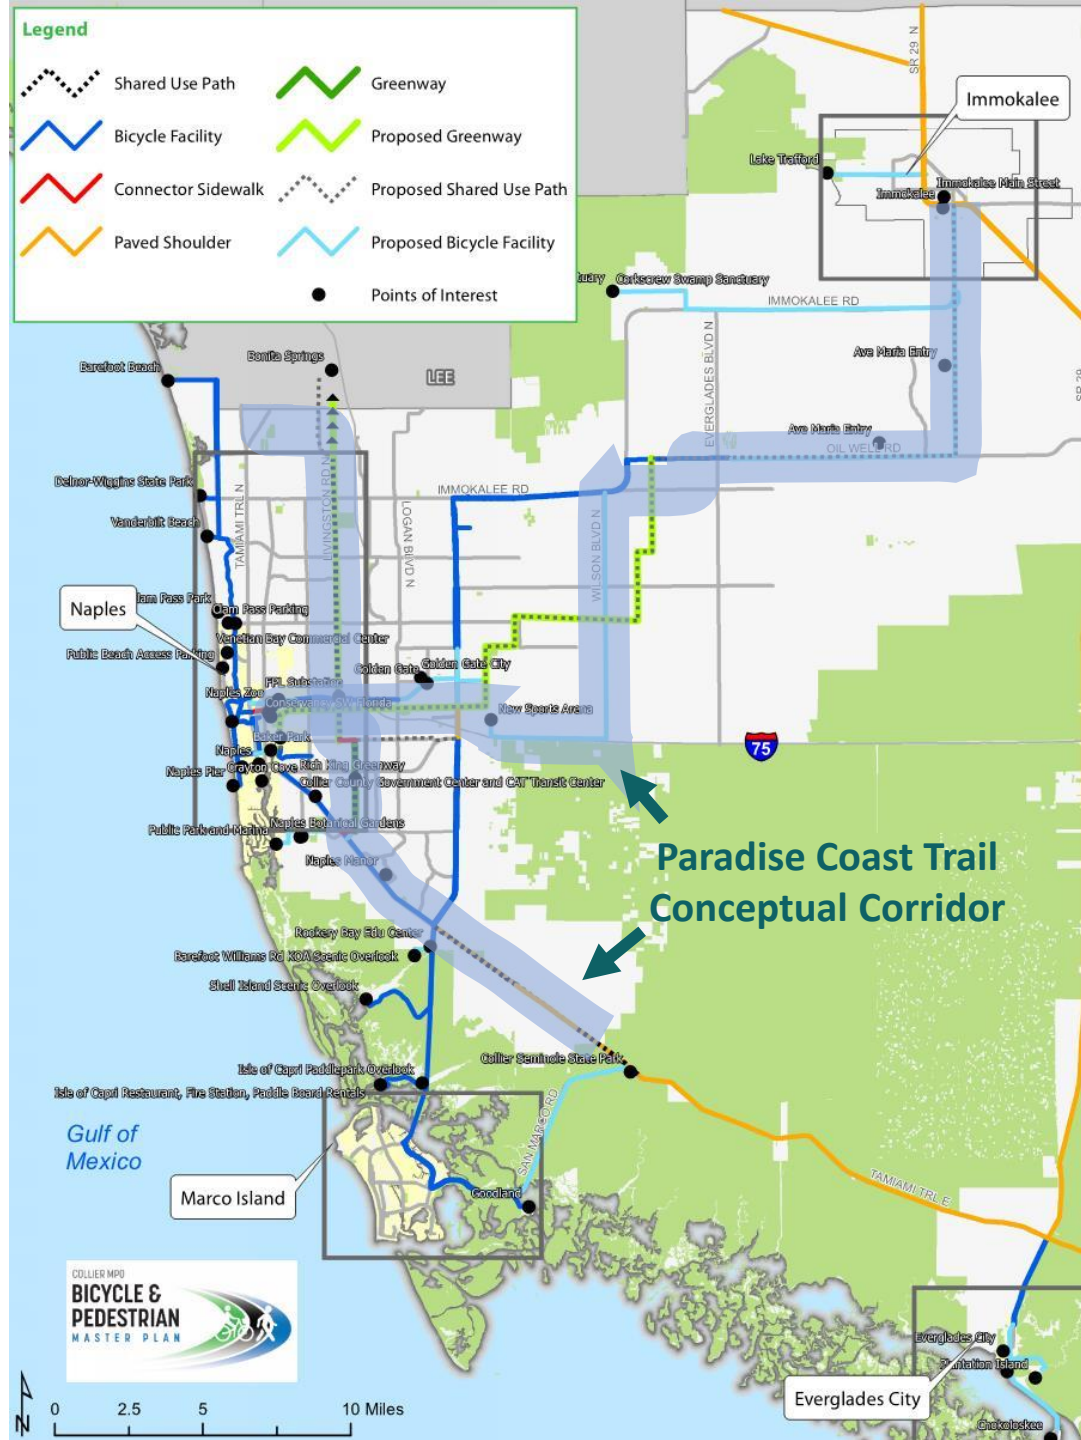 Legend
Shared Use Path
Greenway
Bicycle Facility
Proposed Greenway
Connector Sidewalk
Proposed Shared Use Path
Paved Shoulder
Proposed Bicycle Facility
Points of Interest
SR 29 N
Immokalee
Lake Trafford
Immokalee Main Street
Immokalee
Corkscrew Swamp Sanctuary
IMMOKALEE RD
EVERGLADES BLVD N
Bonita Springs
Barefoot Beach
LEE
Ave Maria Entry
SR 29
Ave Maria Entry
OIL WELL RD
Delnor-Wiggins State Park
IMMOKALEE RD
TAMIAMI TRL N
LIVINGSTON RD N
LOGAN BLVD N
WILSON BLVD N
Vanderbilt Beach
Naples
Clam Pass Parking
Venetian Bay Commercial Center
Public Beach Access Parking
Golden Gate
Golden Gate City
FPL Substation
Naples Zoo
Conservancy SW Florida
New Sports Arena
Baker Park
Naples
75
Naples Pier
Crayton Cove
Rich King Greenway
Collier County Government Center and CAT Transit Center
Public Park and Marina
Naples Botanical Gardens
Naples Manor
Paradise Coast Trail
Conceptual Corridor
Rookery Bay Edu Center
Barefoot Williams Rd KOA Scenic Overlook
Shell Island Scenic Overlook
Collier Seminole State Park
Isle of Capri Paddlepark Overlook
Isle of Capri Restaurant, Fire Station, Paddle Board Rentals
SAN MARCO RD
Gulf of
Mexico
Marco Island
Goodland
TAMIAMI TRL E
COLLIER MPO
BICYCLE &
PEDESTRIAN
MASTER PLAN
Everglades City
Plantation Island
Everglades City
Chokoloskee
N
0 2.5 5 10 Miles